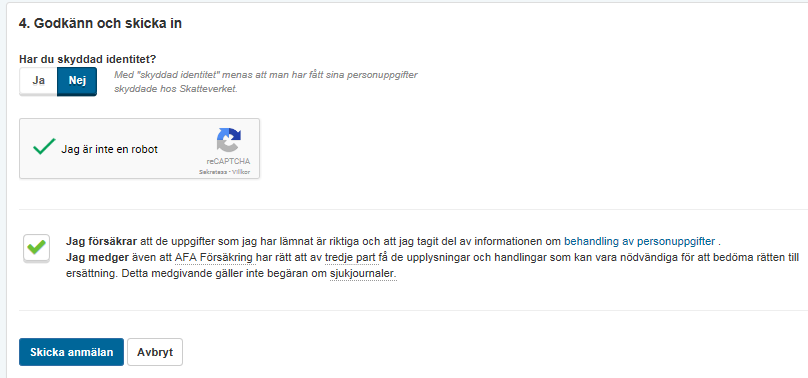 4. Godkänn och skicka in
Har du skyddad identitet?
Ja Nej
Med "skyddad identitet" menas att man har fått sina personuppgifter
skyddade hos Skatteverket.
Jag är inte en robot
reCAPTCHA
Sekretess - Villkor
Jag försäkrar att de uppgifter som jag har lämnat är riktiga och att jag tagit del av informationen om behandling av personuppgifter .
Jag medger även att AFA Försäkring har rätt att av tredje part få de upplysningar och handlingar som kan vara nödvändiga för att bedöma rätten till
ersättning. Detta medgivande gäller inte begäran om sjukjournaler.
Skicka anmälan Avbryt